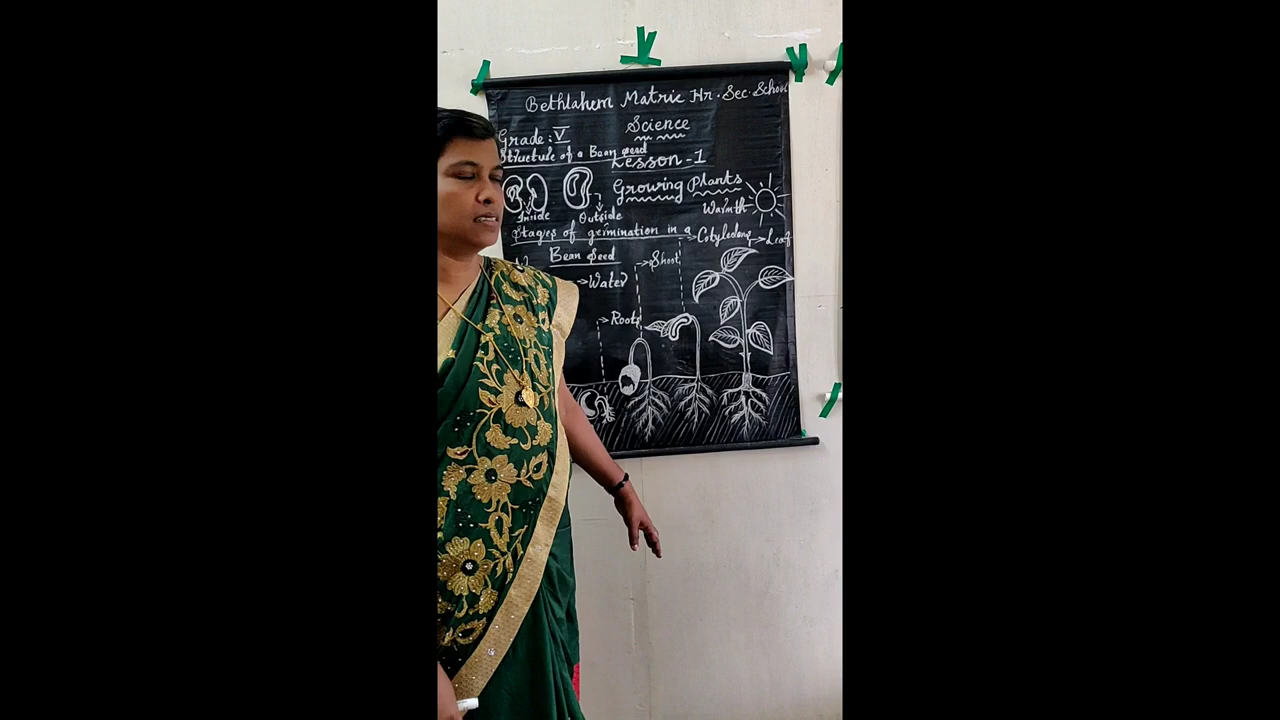 Bethlahem Matric Hr. Sec. School
Science
Grade: V
Structure of a Bean seed
Lesson-1
Growing Plants
Warmth
Inside
Outside
Stages of germination in a
Bean Seed
Cotyledons
Leaf
Shoot
Water
Roots